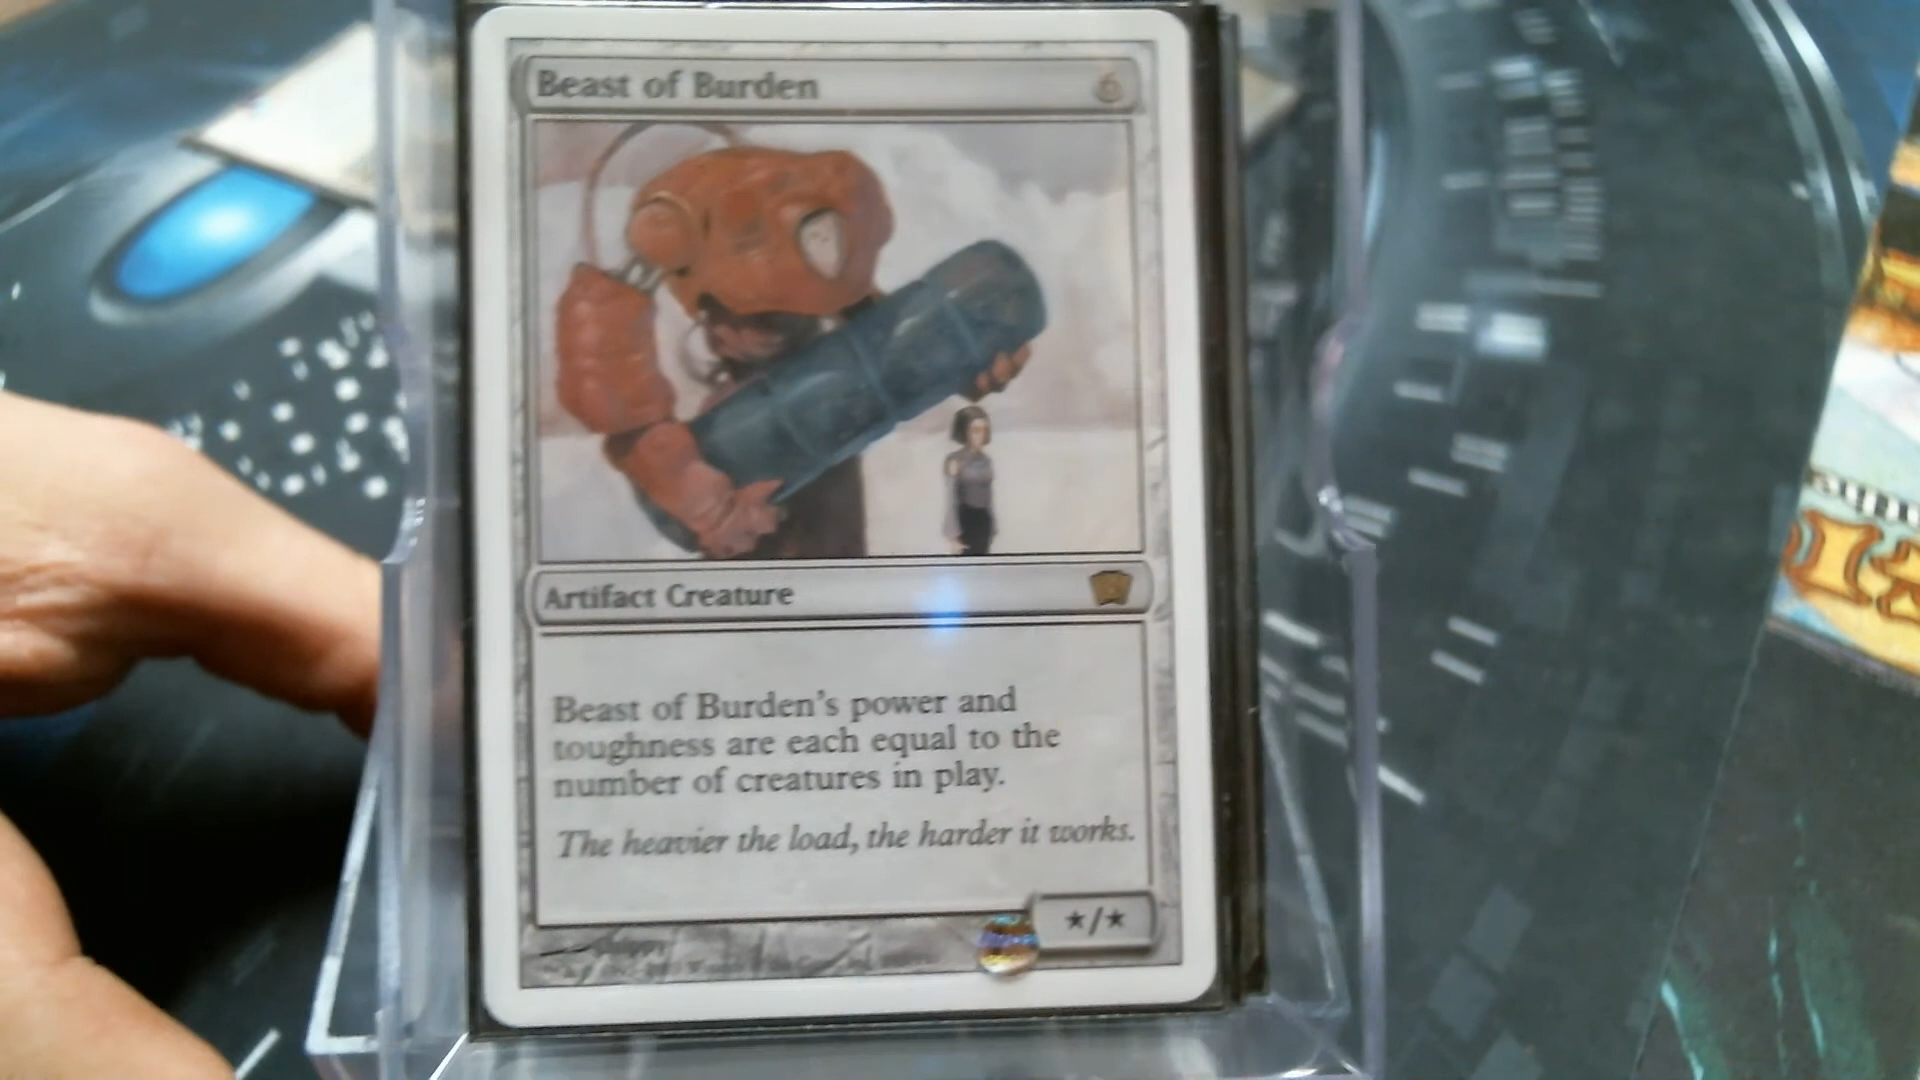 Beast of Burden 6
Artifact Creature
Beast of Burden's power and
toughness are each equal to the
number of creatures in play.
The heavier the load, the harder it works.
★/★